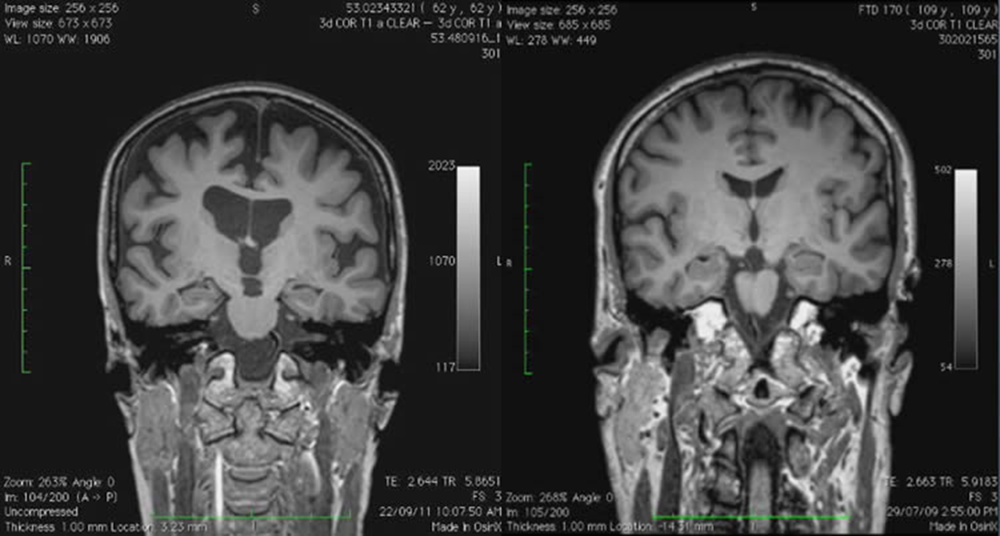 Image size: 256 x 256
View size: 673 x 673
WL: 1070 WW: 1906
S
53.02343321 ( 62 y , 62 y )
3d COR T1 a CLEAR — 3d COR T1 a
53.480916_1
301
2023
1070
117
R
L
Zoom: 263% Angle: 0
Im: 104/200 (A -> P)
Uncompressed
Thickness: 1.00 mm Location: 3.23 mm
TE: 2.644 TR: 5.8651
FS: 3
22/09/11 10:07:50 AM
Made In OsiriX
Image size: 256 x 256
View size: 685 x 685
WL: 278 WW: 449
S
FTD 170 ( 109 y , 109 y )
3d COR T1 CLEAR
302021565
301
502
278
54
R
L
Zoom: 268% Angle: 0
Im: 105/200
Thickness: 1.00 mm Location: -14.31 mm
TE: 2.663 TR: 5.9183
FS: 3
29/07/09 2:55:00 PM
Made In OsiriX